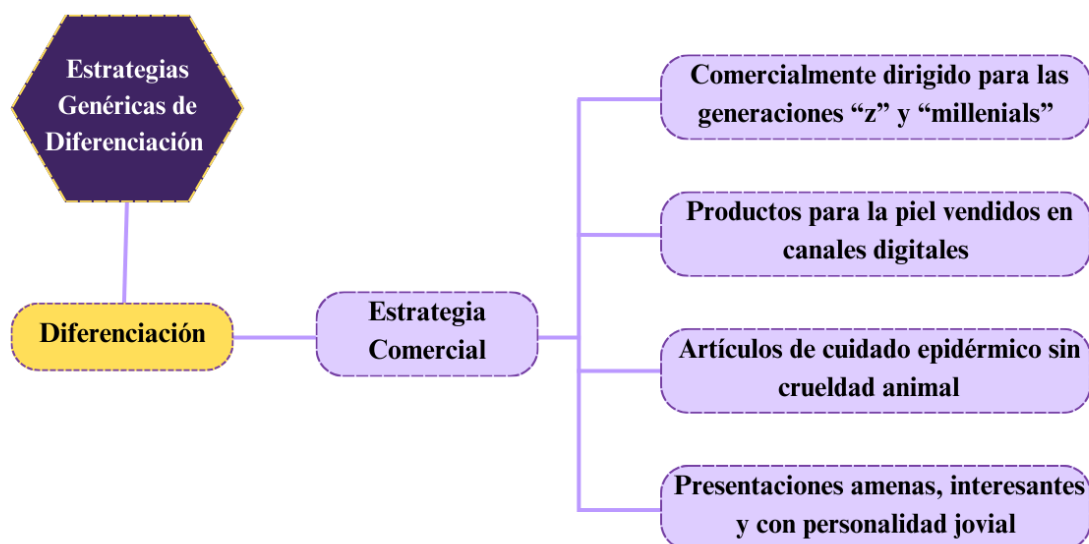 Estrategias
Genéricas de
Diferenciación
Diferenciación
Estrategia
Comercial
Comercialmente dirigido para las
generaciones “z” y “millenials”
Productos para la piel vendidos en
canales digitales
Artículos de cuidado epidérmico sin
crueldad animal
Presentaciones amenas, interesantes
y con personalidad jovial